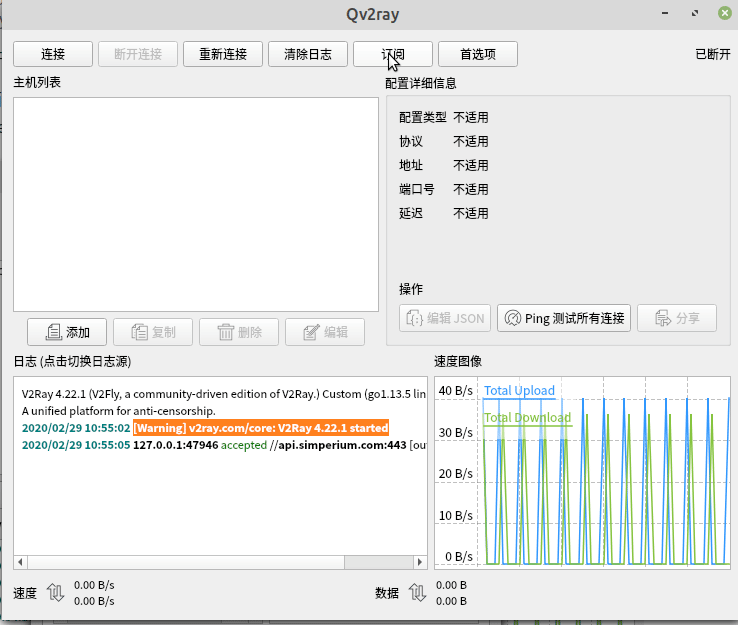 Qv2ray
连接
断开连接
重新连接
清除日志
订阅
首选项
已断开
主机列表
配置详细信息
配置类型 不适用
协议 不适用
地址 不适用
端口号 不适用
延迟 不适用
操作
编辑 JSON
Ping 测试所有连接
分享
添加
复制
删除
编辑
日志 (点击切换日志源)
V2Ray 4.22.1 (V2Fly, a community-driven edition of V2Ray.) Custom (go1.13.5 lin
A unified platform for anti-censorship.
2020/02/29 10:55:02 [Warning] v2ray.com/core: V2Ray 4.22.1 started
2020/02/29 10:55:05 127.0.0.1:47946 accepted //api.simperium.com:443 [ou
速度图像
Total Upload
Total Download
40 B/s
30 B/s
20 B/s
10 B/s
0 B/s
速度
0.00 B/s
0.00 B/s
数据
0.00 B
0.00 B